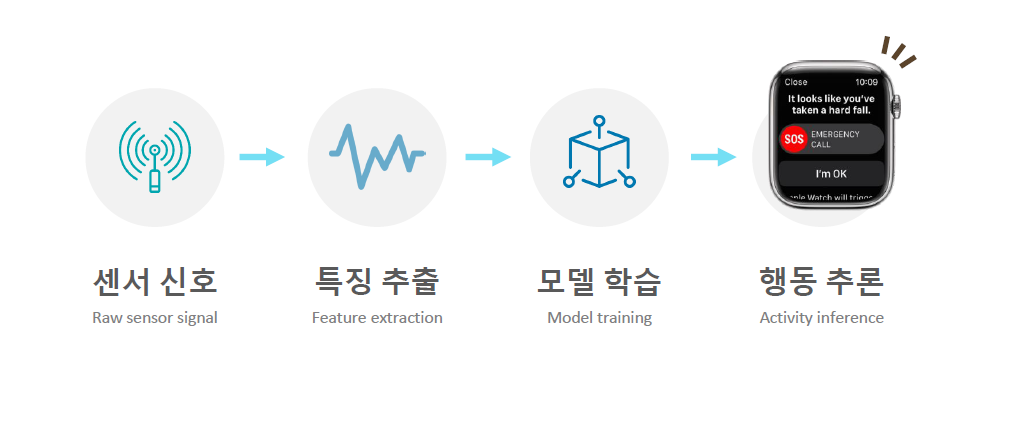 Close 10:09
It looks like you've
taken a hard fall.
SOS EMERGENCY
CALL
I'm OK
Watch will
센서 신호
Raw sensor signal
특징 추출
Feature extraction
모델 학습
Model training
행동 추론
Activity inference